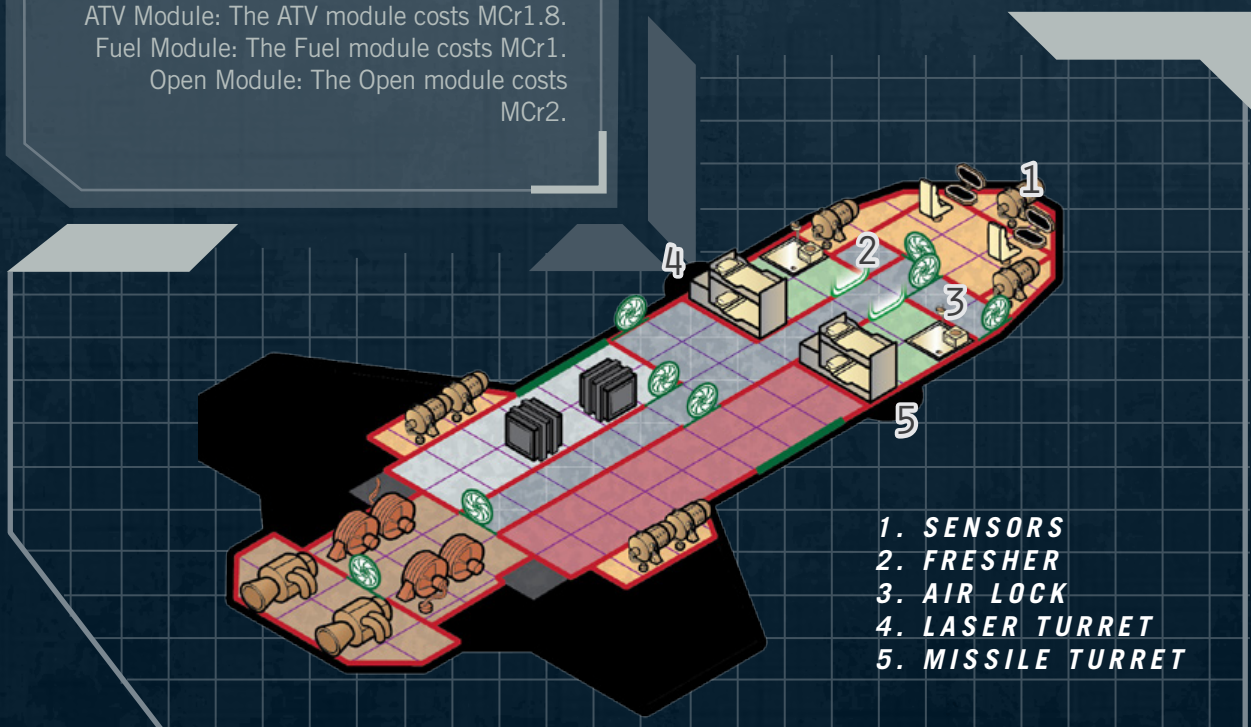 ATV Module: The ATV module costs MCr1.8.
Fuel Module: The Fuel module costs MCr1.
Open Module: The Open module costs
MCr2.
1
2
4
3
5
1. SENSORS
2. FRESHER
3. AIR LOCK
4. LASER TURRET
5. MISSILE TURRET